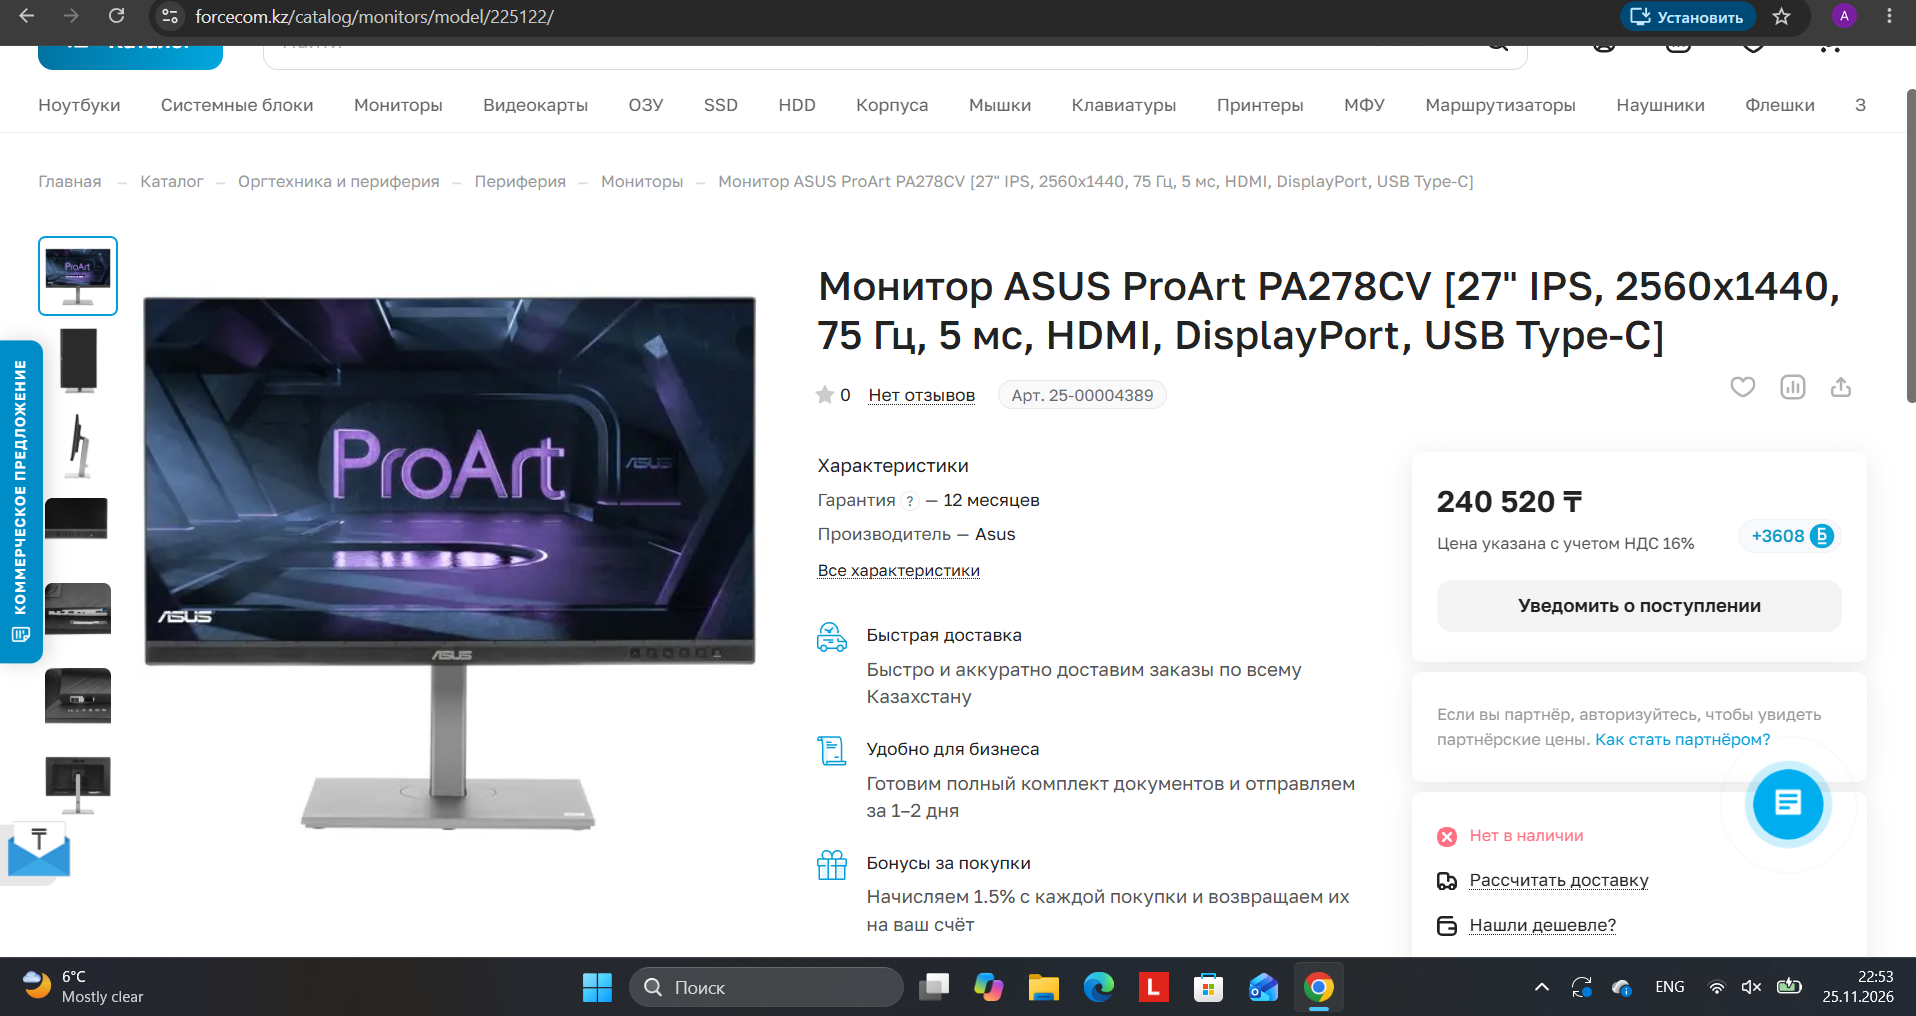 forcecom.kz/catalog/monitors/model/225122/
Установить
A
Каталог
Найти
Ноутбуки Системные блоки Мониторы Видеокарты ОЗУ SSD HDD Корпуса Мышки Клавиатуры Принтеры МФУ Маршрутизаторы Наушники Флешки З
Главная – Каталог – Оргтехника и периферия – Периферия – Мониторы – Монитор ASUS ProArt PA278CV [27" IPS, 2560x1440, 75 Гц, 5 мс, HDMI, DisplayPort, USB Type-C]
КОММЕРЧЕСКОЕ ПРЕДЛОЖЕНИЕ
ProArt
ProArt
ASUS
ASUS
ASUS
₸
Монитор ASUS ProArt PA278CV [27" IPS, 2560x1440,
75 Гц, 5 мс, HDMI, DisplayPort, USB Type-C]
0 Нет отзывов Арт. 25-00004389
Характеристики
Гарантия ? — 12 месяцев
Производитель — Asus
Все характеристики
Быстрая доставка
Быстро и аккуратно доставим заказы по всему
Казахстану
Удобно для бизнеса
Готовим полный комплект документов и отправляем
за 1–2 дня
Бонусы за покупки
Начисляем 1.5% с каждой покупки и возвращаем их
на ваш счёт
240 520 ₸
Цена указана с учетом НДС 16%
+3608 Б
Уведомить о поступлении
Если вы партнёр, авторизуйтесь, чтобы увидеть
партнёрские цены. Как стать партнёром?
Нет в наличии
Рассчитать доставку
Нашли дешевле?
6°C
Mostly clear
Поиск
L
ENG
22:53
25.11.2026